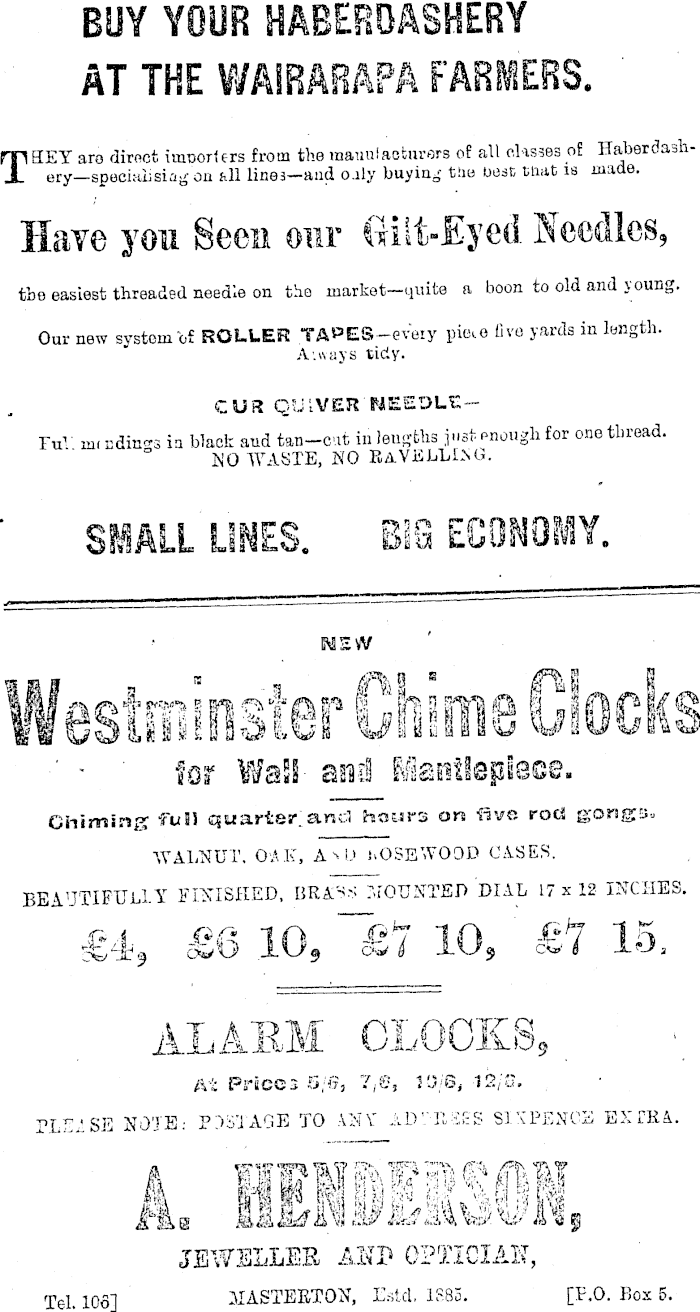 BUY YOUR HABERDASHERY
AT THE WAIRARAPA FARMERS.
THEY are direct importers from the manufacturers of all classes of Haberdash-
ery—specialising on all lines—and only buying the best that is made.
Have you Seen our Gilt-Eyed Needles,
the easiest threaded needle on the market—quite a boon to old and young.
Our new system of ROLLER TAPES—every piece five yards in length.
Always tidy.
OUR QUIVER NEEDLE—
Full mendings in black and tan—cut in lengths just enough for one thread.
NO WASTE, NO RAVELLING.
SMALL LINES. BIG ECONOMY.
NEW
Westminster Chime Clocks
for Wall and Mantlepiece.
Chiming full quarter and hours on five rod gongs.
WALNUT, OAK, AND ROSEWOOD CASES.
BEAUTIFULLY FINISHED, BRASS MOUNTED DIAL 17 x 12 INCHES.
£4, £6 10, £7 10, £7 15.
ALARM CLOCKS,
At Prices 5/6, 7/6, 10/6, 12/6.
PLEASE NOTE: POSTAGE TO ANY ADDRESS SIXPENCE EXTRA.
A. HENDERSON,
JEWELLER AND OPTICIAN,
Tel. 106] MASTERTON, Estd. 1885. [P.O. Box 5.